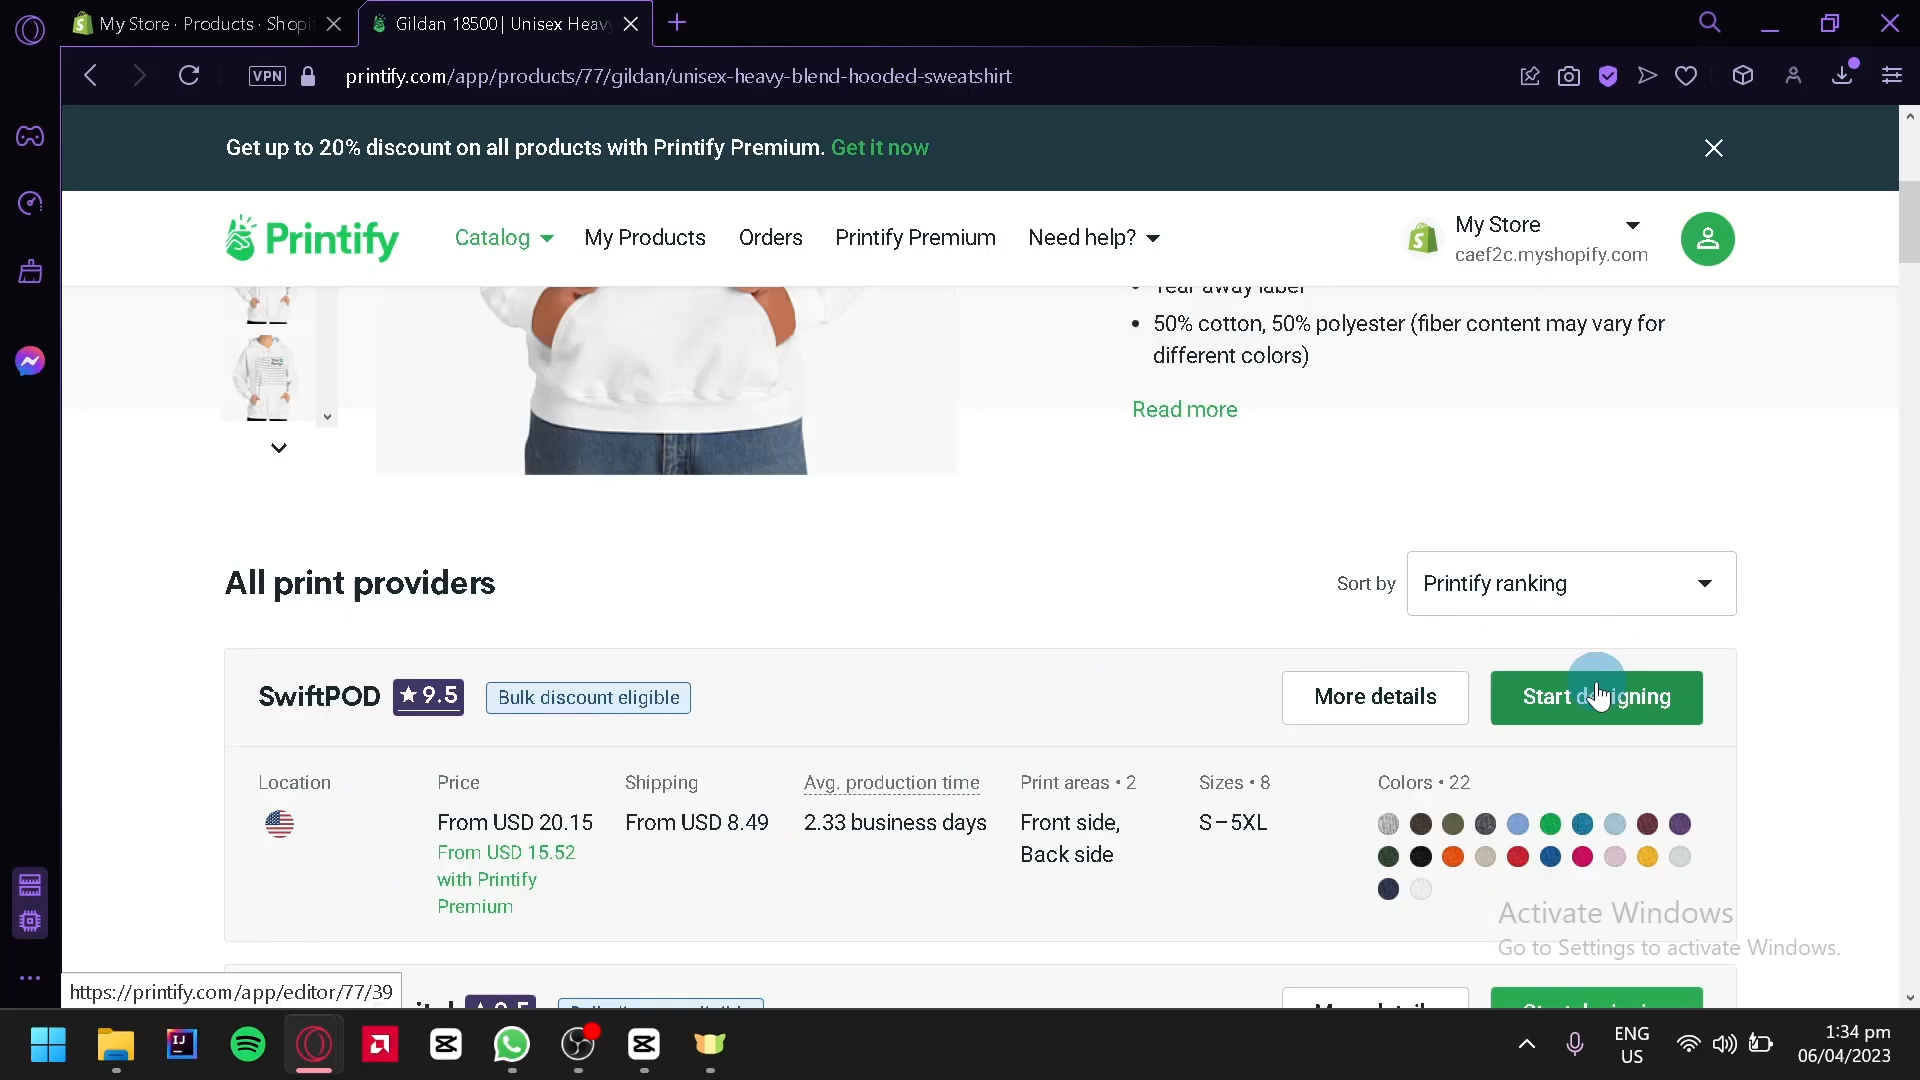 My Store · Products · Shopi
Gildan 18500 | Unisex Heav
VPN
printify.com/app/products/77/gildan/unisex-heavy-blend-hooded-sweatshirt
Get up to 20% discount on all products with Printify Premium. Get it now
Printify
Catalog
My Products
Orders
Printify Premium
Need help?
My Store
caef2c.myshopify.com
Tear away label
50% cotton, 50% polyester (fiber content may vary for
different colors)
Read more
All print providers
Sort by
Printify ranking
SwiftPOD
9.5
Bulk discount eligible
More details
Start designing
Location
Price
Shipping
Avg. production time
Print areas • 2
Sizes • 8
Colors • 22
From USD 20.15
From USD 8.49
2.33 business days
Front side,
Back side
S–5XL
From USD 15.52
with Printify
Premium
Activate Windows
Go to Settings to activate Windows.
https://printify.com/app/editor/77/39
ENG
US
1:34 pm
06/04/2023